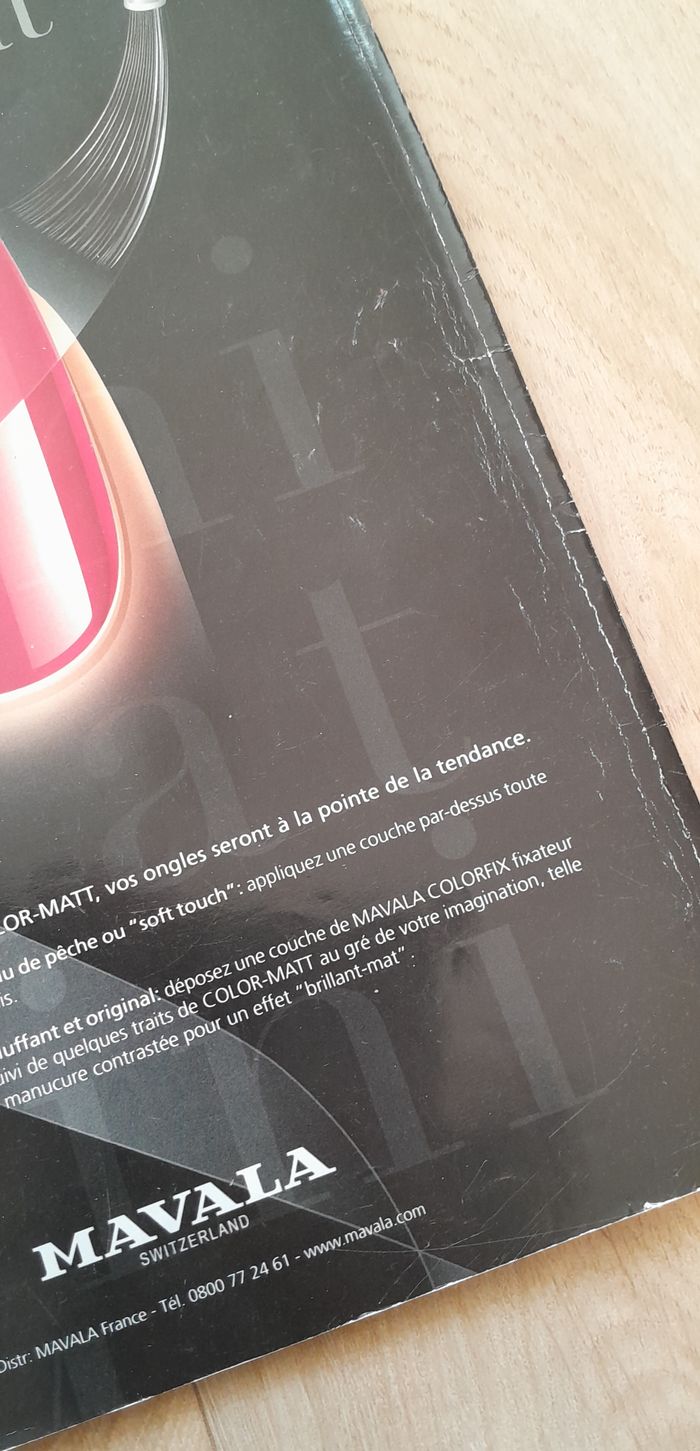 OR-MATT, vos ongles seront à la pointe de la tendance.
de pêche ou "soft touch": appliquez une couche par-dessus toute
is.
uffant et original: déposez une couche de MAVALA COLORFIX fixateur
uivi de quelques traits de COLOR-MATT au gré de votre imagination, telle
manucure contrastée pour un effet "brillant-mat".
MAVALA
SWITZERLAND
Distr: MAVALA France - Tél. 0800 77 24 61 - www.mavala.com